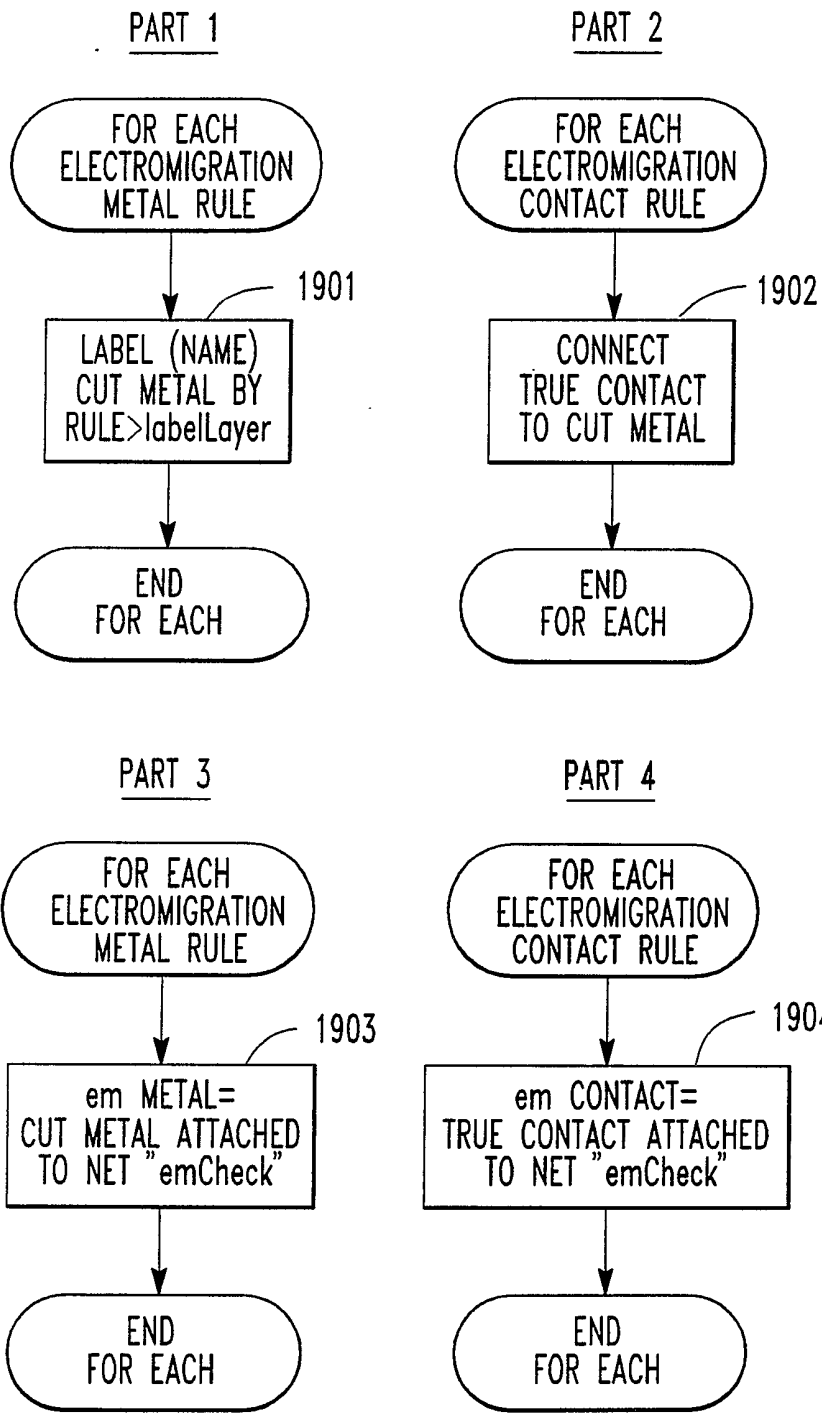 PART 1
FOR EACH
ELECTROMIGRATION
METAL RULE
1901
LABEL (NAME)
CUT METAL BY
RULE>labelLayer
END
FOR EACH
PART 2
FOR EACH
ELECTROMIGRATION
CONTACT RULE
1902
CONNECT
TRUE CONTACT
TO CUT METAL
END
FOR EACH
PART 3
FOR EACH
ELECTROMIGRATION
METAL RULE
1903
em METAL=
CUT METAL ATTACHED
TO NET "emCheck"
END
FOR EACH
PART 4
FOR EACH
ELECTROMIGRATION
CONTACT RULE
1904
em CONTACT=
TRUE CONTACT ATTACHED
TO NET "emCheck"
END
FOR EACH